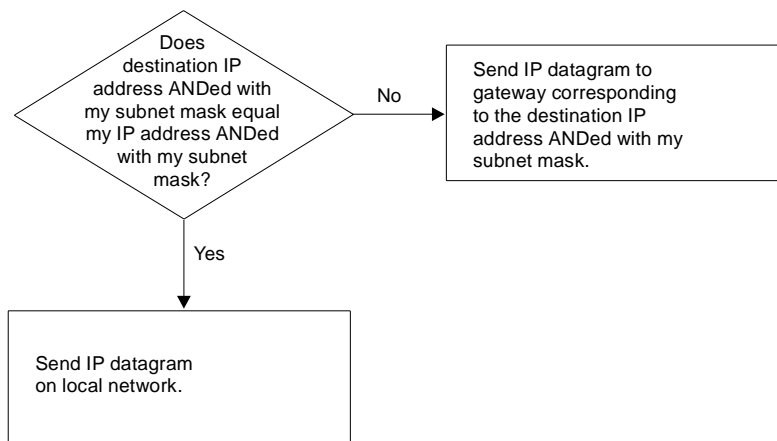 Does
destination IP
address ANDed with
my subnet mask equal
my IP address ANDed
with my subnet
mask?
No
Send IP datagram to
gateway corresponding
to the destination IP
address ANDed with my
subnet mask.
Yes
Send IP datagram
on local network.